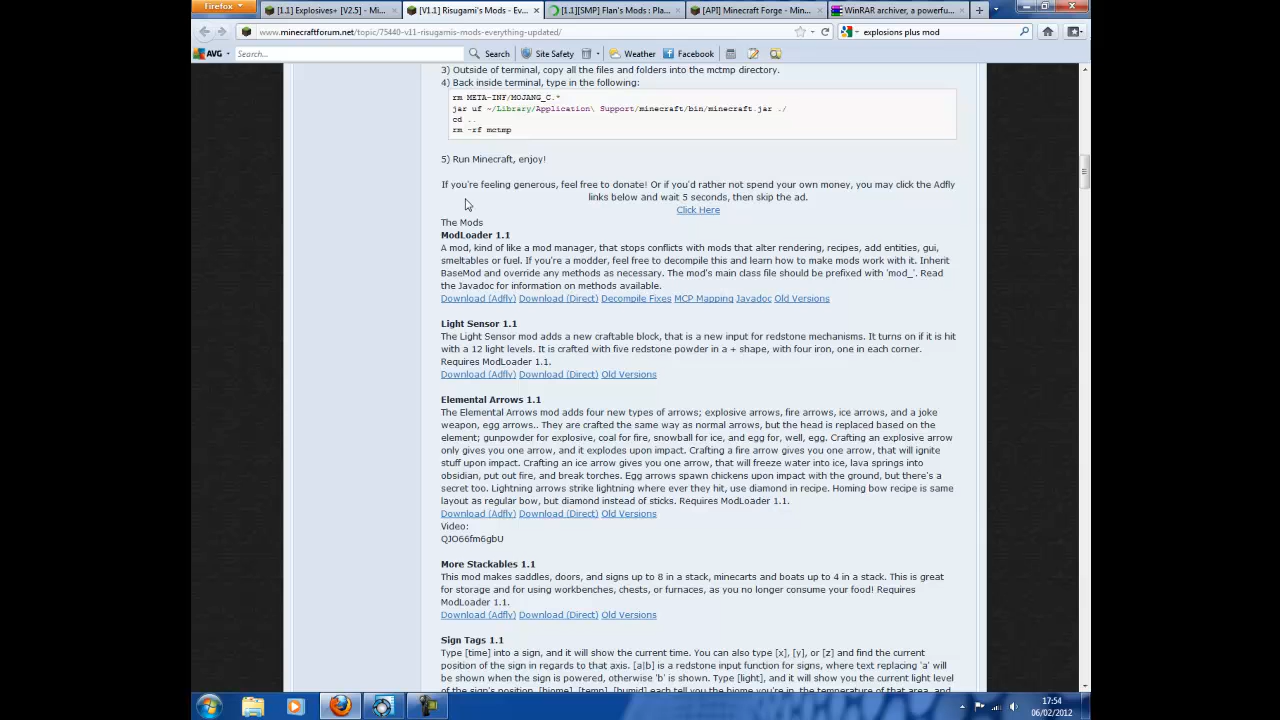 Firefox
[1.1] Explosives+ [V2.5] - Mi...
[V1.1] Risugami's Mods - Ev...
[1.1][SMP] Flan's Mods : Pla...
[API] Minecraft Forge - Min...
WinRAR archiver, a powerfu...
www.minecraftforum.net/topic/75440-v11-risugamis-mods-everything-updated/
explosions plus mod
AVG
Search...
Search
Site Safety
Weather
Facebook
3) Outside of terminal, copy all the files and folders into the mctmp directory.
4) Back inside terminal, type in the following:
rm META-INF/MOJANG_C.*
jar uf ~/Library/Application\ Support/minecraft/bin/minecraft.jar ./
cd ..
rm -rf mctmp
5) Run Minecraft, enjoy!
If you're feeling generous, feel free to donate! Or if you'd rather not spend your own money, you may click the Adfly
links below and wait 5 seconds, then skip the ad.
Click Here
The Mods
ModLoader 1.1
A mod, kind of like a mod manager, that stops conflicts with mods that alter rendering, recipes, add entities, gui,
smeltables or fuel. If you're a modder, feel free to decompile this and learn how to make mods work with it. Inherit
BaseMod and override any methods as necessary. The mod's main class file should be prefixed with 'mod_'. Read
the Javadoc for information on methods available.
Download (Adfly) Download (Direct) Decompile Fixes MCP Mapping Javadoc Old Versions
Light Sensor 1.1
The Light Sensor mod adds a new craftable block, that is a new input for redstone mechanisms. It turns on if it is hit
with a 12 light levels. It is crafted with five redstone powder in a + shape, with four iron, one in each corner.
Requires ModLoader 1.1.
Download (Adfly) Download (Direct) Old Versions
Elemental Arrows 1.1
The Elemental Arrows mod adds four new types of arrows; explosive arrows, fire arrows, ice arrows, and a joke
weapon, egg arrows.. They are crafted the same way as normal arrows, but the head is replaced based on the
element; gunpowder for explosive, coal for fire, snowball for ice, and egg for, well, egg. Crafting an explosive arrow
only gives you one arrow, and it explodes upon impact. Crafting a fire arrow gives you one arrow, that will ignite
stuff upon impact. Crafting an ice arrow gives you one arrow, that will freeze water into ice, lava springs into
obsidian, put out fire, and break torches. Egg arrows spawn chickens upon impact with the ground, but there's a
secret too. Lightning arrows strike lightning where ever they hit, use diamond in recipe. Homing bow recipe is same
layout as regular bow, but diamond instead of sticks. Requires ModLoader 1.1.
Download (Adfly) Download (Direct) Old Versions
Video:
QJO66fm6gbU
More Stackables 1.1
This mod makes saddles, doors, and signs up to 8 in a stack, minecarts and boats up to 4 in a stack. This is great
for storage and for using workbenches, chests, or furnaces, as you no longer consume your food! Requires
ModLoader 1.1.
Download (Adfly) Download (Direct) Old Versions
Sign Tags 1.1
Type [time] into a sign, and it will show the current time. You can also type [x], [y], or [z] and find the current
position of the sign in regards to that axis. [a|b] is a redstone input function for signs, where text replacing 'a' will
be shown when the sign is powered, otherwise 'b' is shown. Type [light], and it will show you the current light level
of the sign's position. [biome], [temp], [humid] each tell you the biome you're in, the temperature of that area, and
17:54
06/02/2012